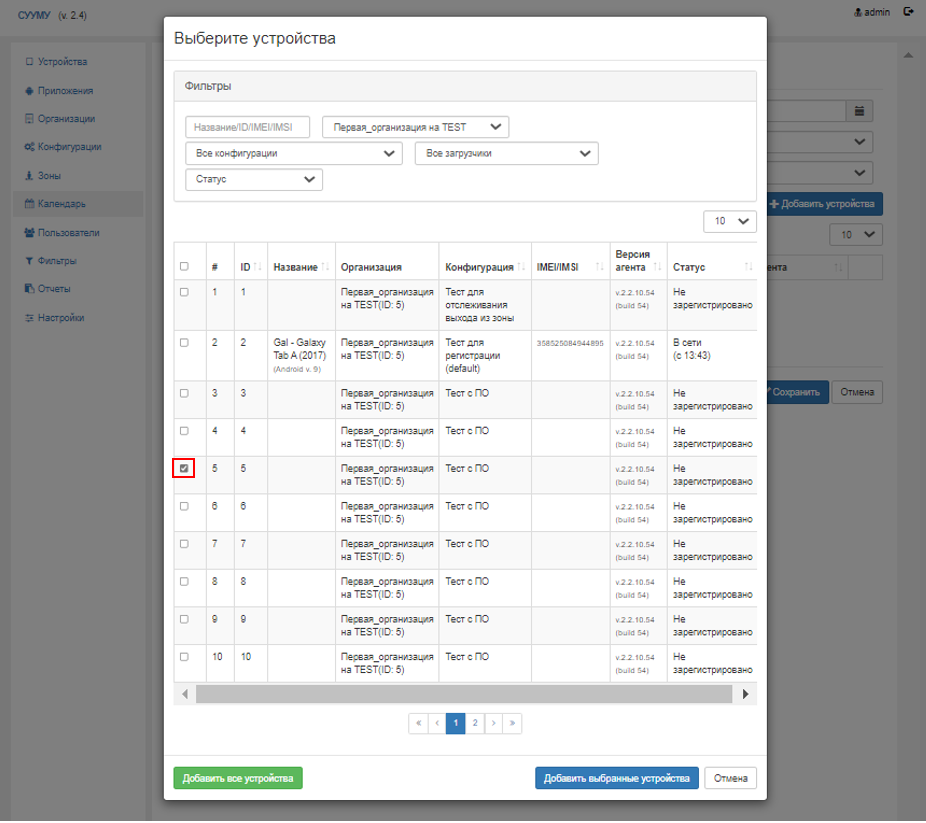 СУУМУ (v. 2.4)
admin
Устройства
Приложения
Организации
Конфигурации
Зоны
Календарь
Пользователи
Фильтры
Отчеты
Настройки
Добавить устройства
10
ента
Сохранить Отмена
Выберите устройства
Фильтры
Название/ID/IMEI/IMSI Первая_организация на TEST
Все конфигурации Все загрузчики
Статус
10
# ID Название Организация Конфигурация IMEI/IMSI Версия агента Статус
1 1 Первая_организация на TEST(ID: 5) Тест для отслеживания выхода из зоны v.2.2.10.54 (build 54) Не зарегистрировано
2 2 Gal - Galaxy Tab A (2017) (Android v. 9) Первая_организация на TEST(ID: 5) Тест для регистрации (default) 358525084944895 v.2.2.10.54 (build 54) В сети (с 13:43)
3 3 Первая_организация на TEST(ID: 5) Тест с ПО v.2.2.10.54 (build 54) Не зарегистрировано
4 4 Первая_организация на TEST(ID: 5) Тест с ПО v.2.2.10.54 (build 54) Не зарегистрировано
5 5 Первая_организация на TEST(ID: 5) Тест с ПО v.2.2.10.54 (build 54) Не зарегистрировано
6 6 Первая_организация на TEST(ID: 5) Тест с ПО v.2.2.10.54 (build 54) Не зарегистрировано
7 7 Первая_организация на TEST(ID: 5) Тест с ПО v.2.2.10.54 (build 54) Не зарегистрировано
8 8 Первая_организация на TEST(ID: 5) Тест с ПО v.2.2.10.54 (build 54) Не зарегистрировано
9 9 Первая_организация на TEST(ID: 5) Тест с ПО v.2.2.10.54 (build 54) Не зарегистрировано
10 10 Первая_организация на TEST(ID: 5) Тест с ПО v.2.2.10.54 (build 54) Не зарегистрировано
« ‹ 1 2 › »
Добавить все устройства Добавить выбранные устройства Отмена